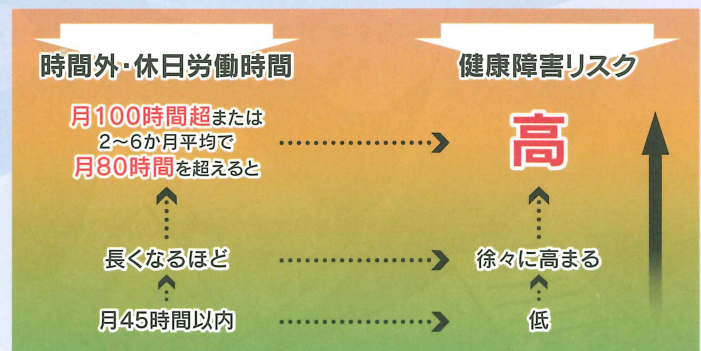 時間外・休日労働時間
健康障害リスク
月100時間超または
2〜6か月平均で
月80時間を超えると
高
長くなるほど
徐々に高まる
月45時間以内
低